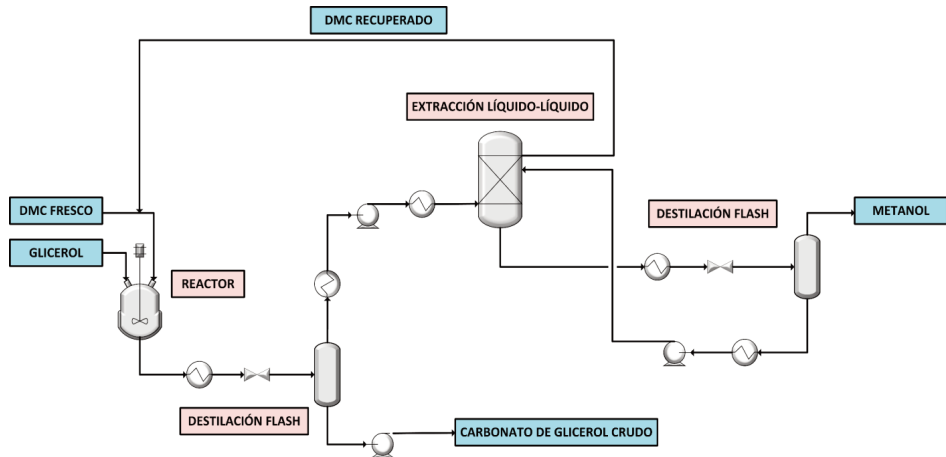 DMC RECUPERADO
EXTRACCIÓN LÍQUIDO-LÍQUIDO
DMC FRESCO
DESTILACIÓN FLASH
METANOL
GLICEROL
REACTOR
DESTILACIÓN FLASH
CARBONATO DE GLICEROL CRUDO